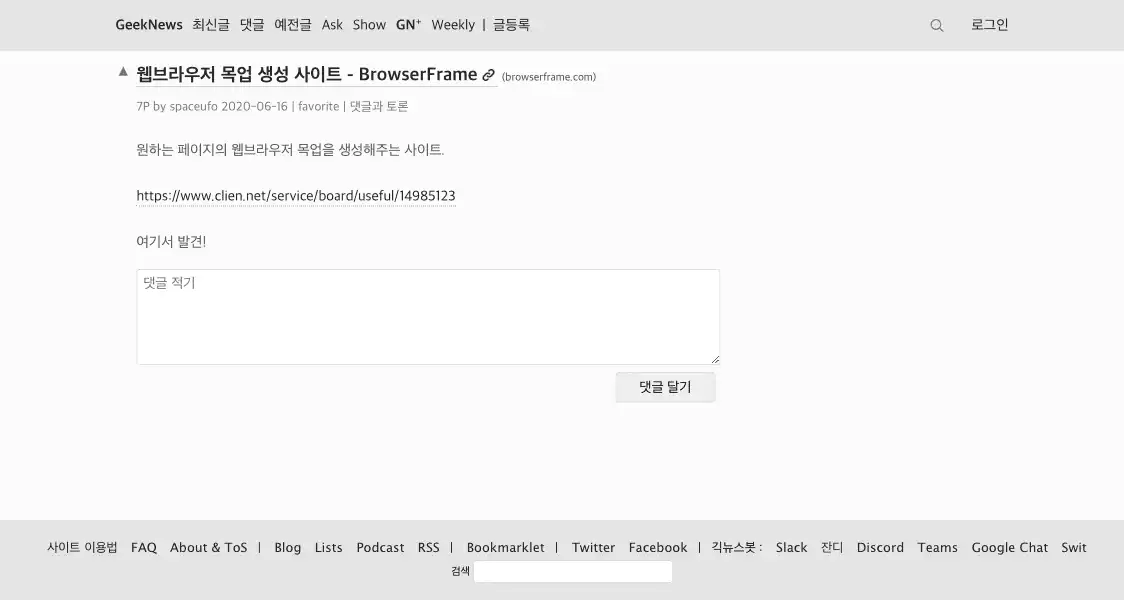 GeekNews 최신글 댓글 예전글 Ask Show GN⁺ Weekly | 글등록 로그인
▲ 웹브라우저 목업 생성 사이트 - BrowserFrame (browserframe.com)
7P by spaceufo 2020-06-16 | favorite | 댓글과 토론
원하는 페이지의 웹브라우저 목업을 생성해주는 사이트.
https://www.clien.net/service/board/useful/14985123
여기서 발견!
댓글 적기
댓글 달기
사이트 이용법 FAQ About & ToS | Blog Lists Podcast RSS | Bookmarklet | Twitter Facebook | 긱뉴스봇 : Slack 잔디 Discord Teams Google Chat Swit
검색